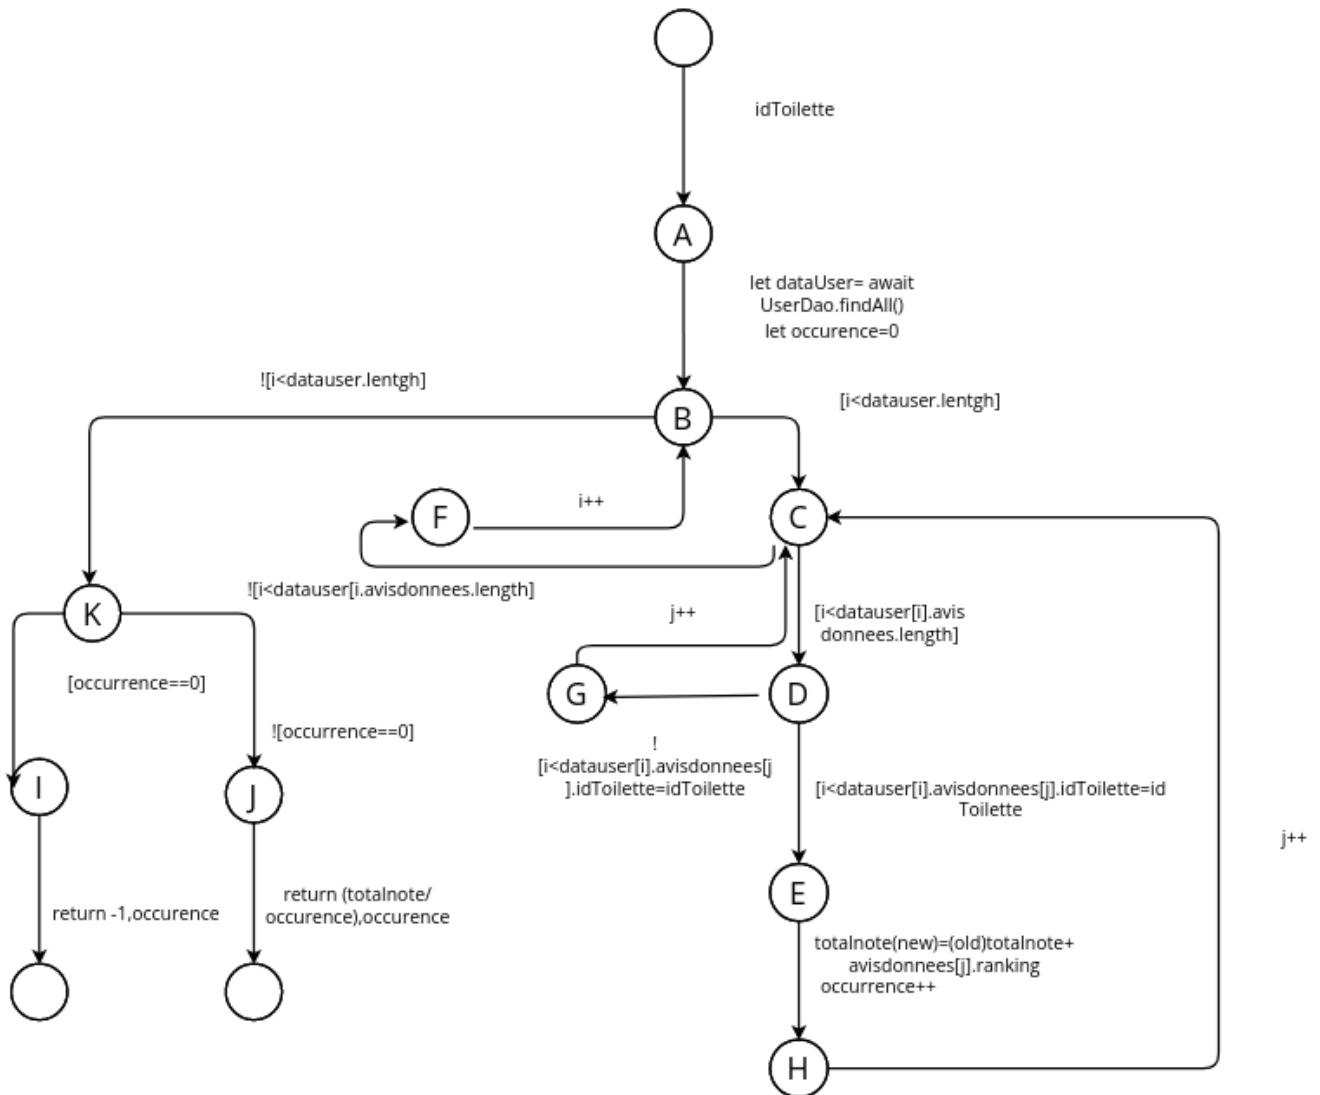 idToilette
A
let dataUser= await
UserDao.findAll()
let occurence=0
![i<datauser.lentgh]
B
[i<datauser.lentgh]
F
i++
C
![i<datauser[i.avisdonnees.length]
K
j++
[i<datauser[i].avis
donnees.length]
[occurrence==0]
G
D
![occurrence==0]
!
[i<datauser[i].avisdonnees[j
].idToilette=idToilette
I
J
[i<datauser[i].avisdonnees[j].idToilette=id
Toilette
j++
E
return -1,occurence
return (totalnote/
occurence),occurence
totalnote(new)=(old)totalnote+
avisdonnees[j].ranking
occurrence++
H